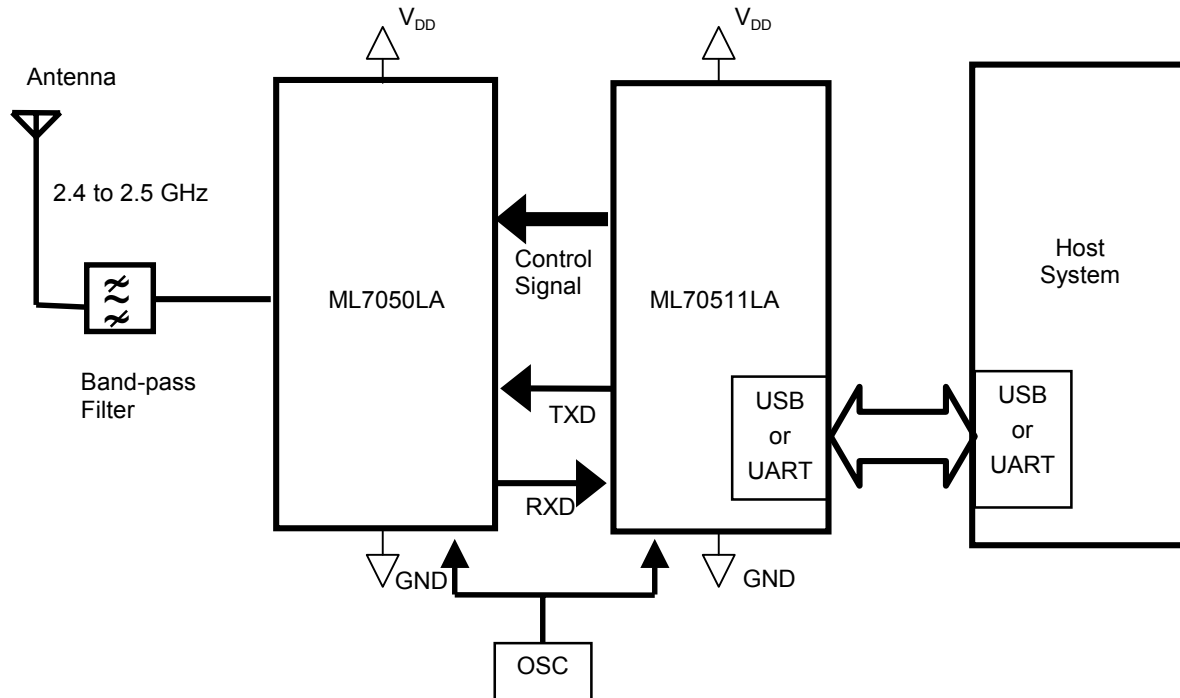 V_DD
V_DD
Antenna
2.4 to 2.5 GHz
Band-pass
Filter
ML7050LA
Control
Signal
TXD
RXD
ML70511LA
USB
or
UART
Host
System
USB
or
UART
GND
GND
OSC